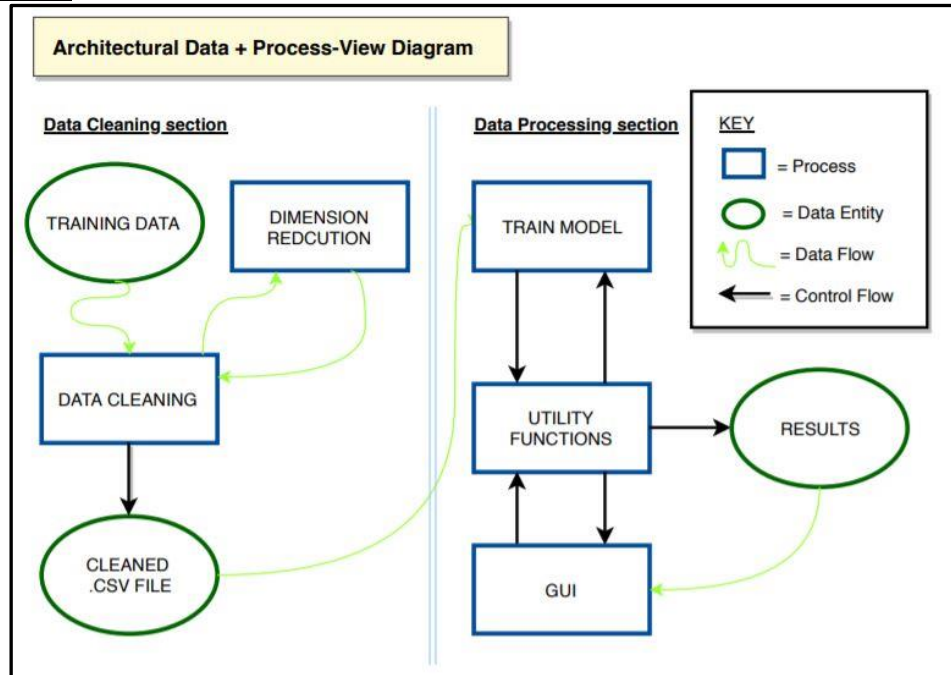 Architectural Data + Process-View Diagram
Data Cleaning section
TRAINING DATA
DIMENSION
REDCUTION
DATA CLEANING
CLEANED
.CSV FILE
Data Processing section
TRAIN MODEL
UTILITY
FUNCTIONS
GUI
RESULTS
KEY
= Process
= Data Entity
= Data Flow
= Control Flow